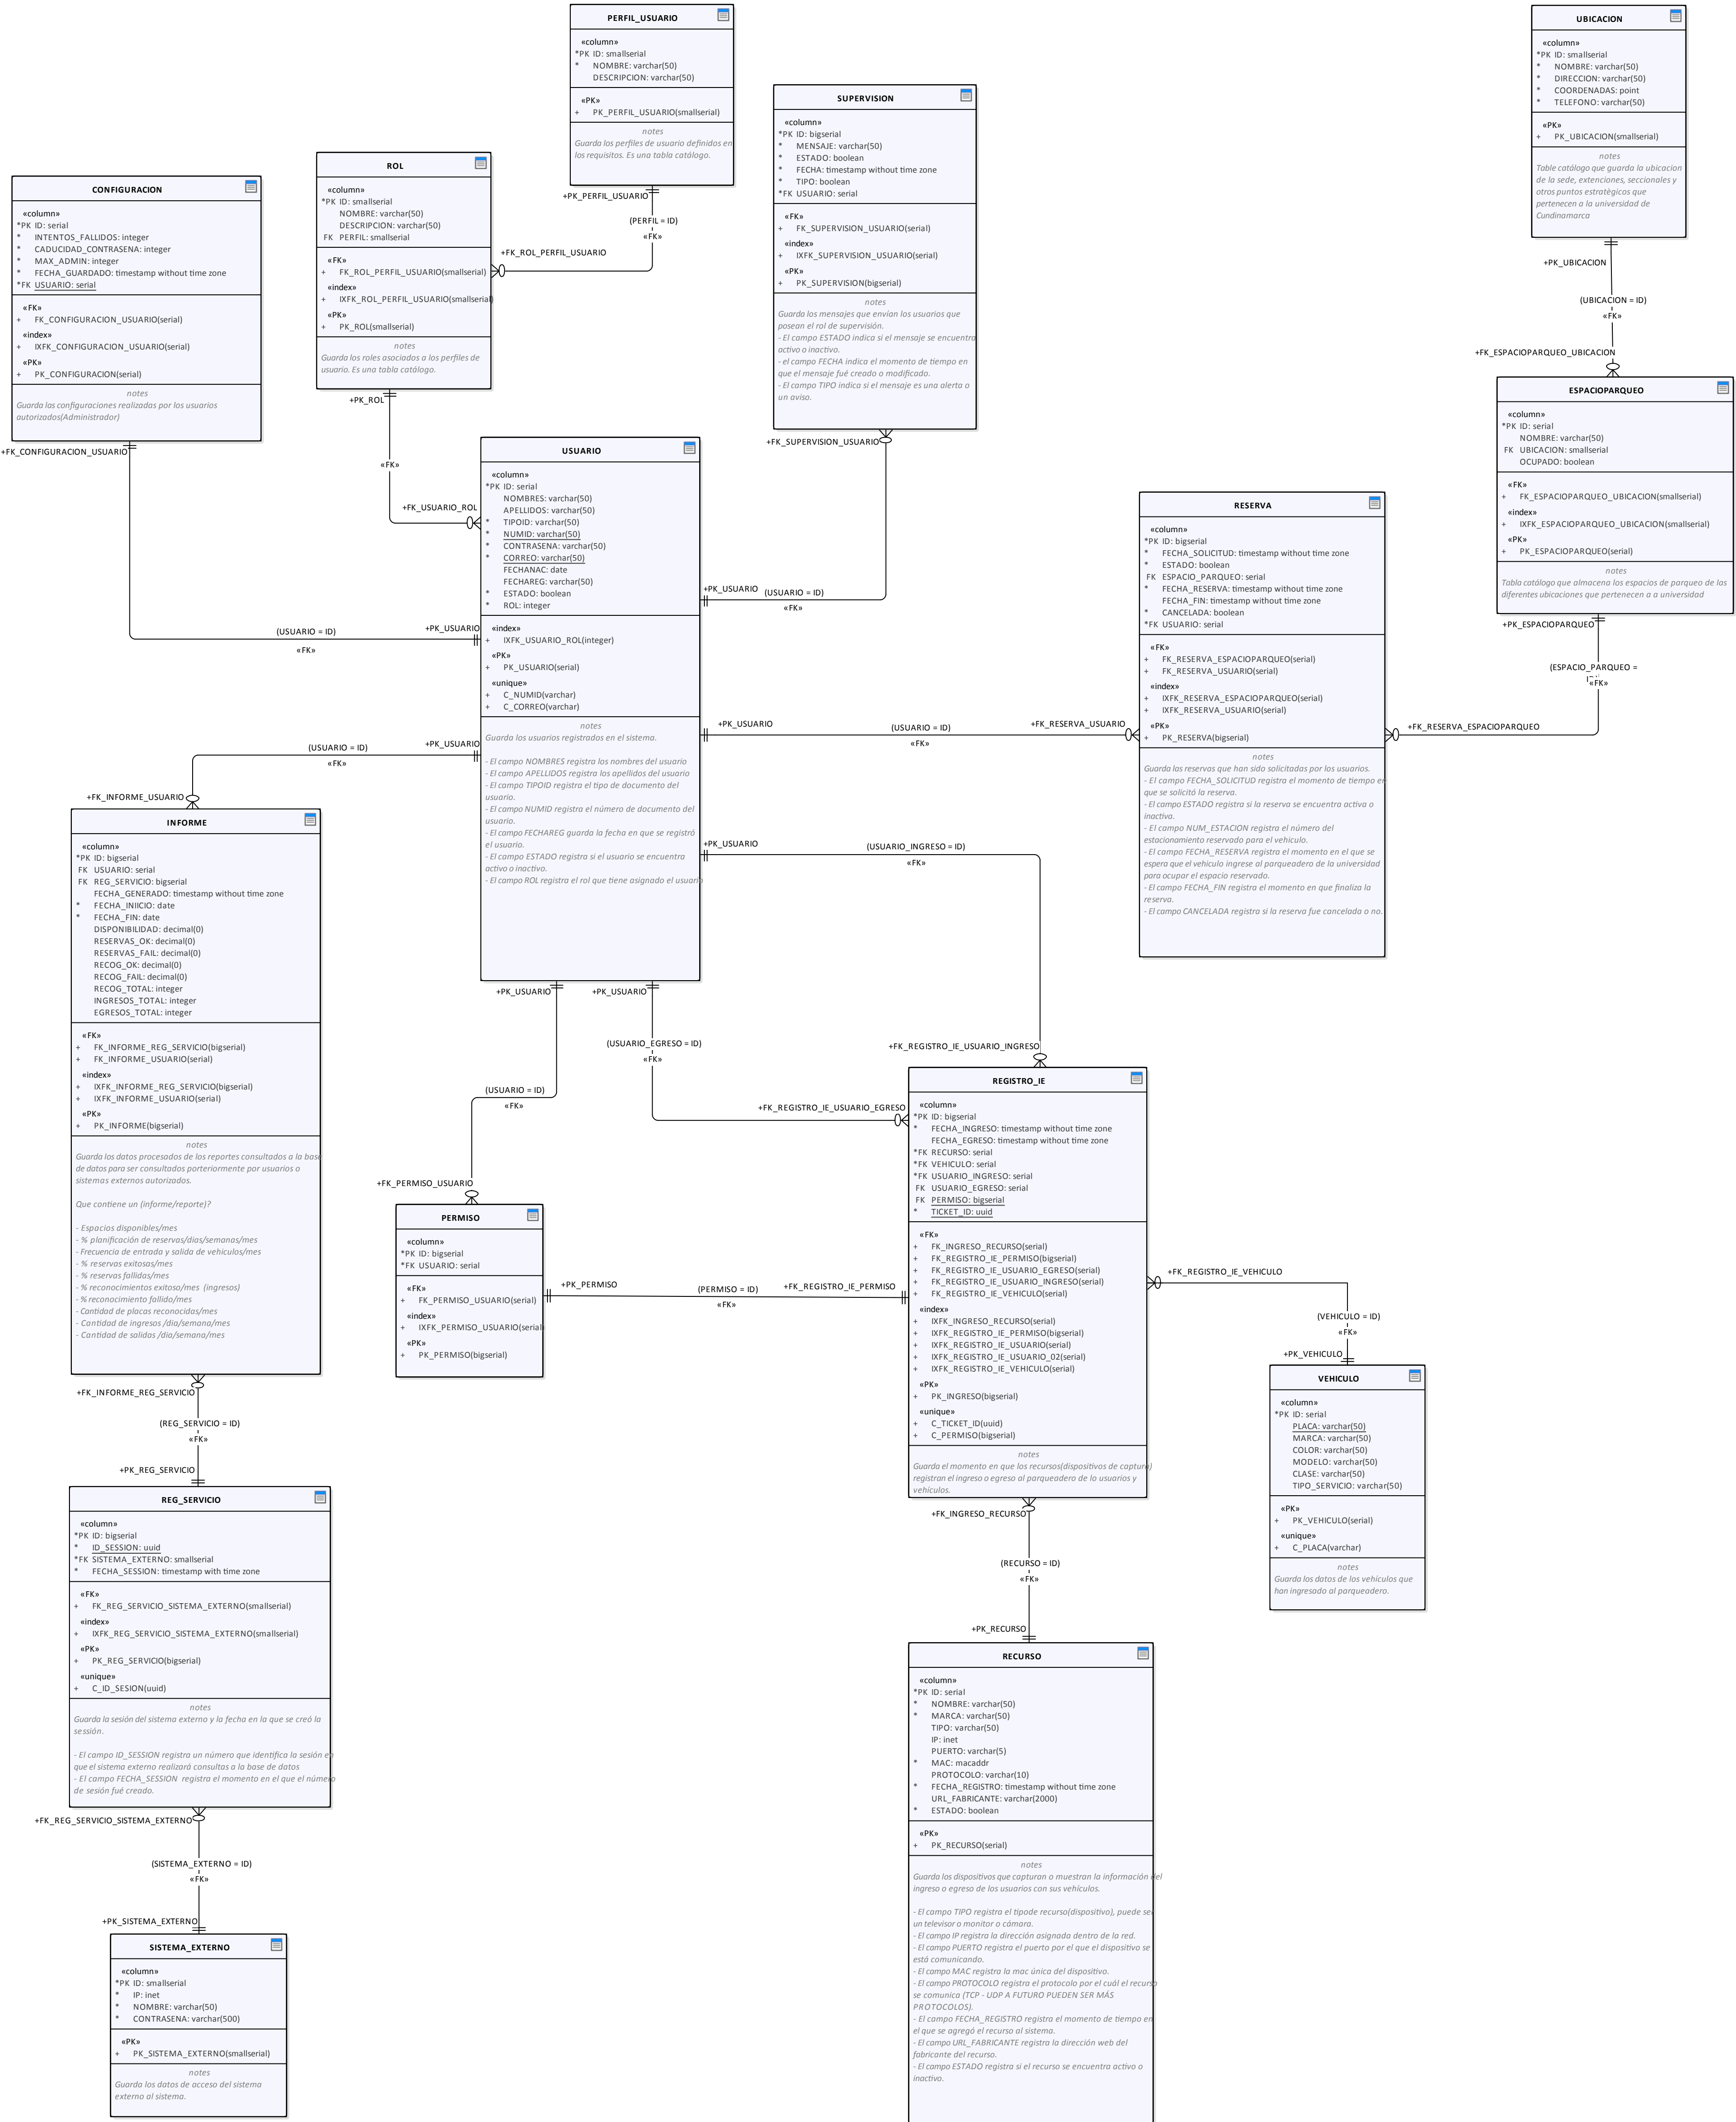 PERFIL_USUARIO
«column»
*PK ID: smallserial
* NOMBRE: varchar(50)
DESCRIPCION: varchar(50)
«PK»
+ PK_PERFIL_USUARIO(smallserial)
notes
Guarda los perfiles de usuario definidos en
los requisitos. Es una tabla catálogo.
+PK_PERFIL_USUARIO
(PERFIL = ID)
«FK»
+FK_ROL_PERFIL_USUARIO
UBICACION
«column»
*PK ID: smallserial
* NOMBRE: varchar(50)
* DIRECCION: varchar(50)
* COORDENADAS: point
* TELEFONO: varchar(50)
«PK»
+ PK_UBICACION(smallserial)
notes
Table catálogo que guarda la ubicacion
de la sede, extenciones, seccionales y
otros puntos estratégicos que
pertenecen a la universidad de
Cundinamarca
+PK_UBICACION
(UBICACION = ID)
«FK»
+FK_ESPACIOPARQUEO_UBICACION
SUPERVISION
«column»
*PK ID: bigserial
* MENSAJE: varchar(50)
* ESTADO: boolean
* FECHA: timestamp without time zone
* TIPO: boolean
*FK USUARIO: serial
«FK»
+ FK_SUPERVISION_USUARIO(serial)
«index»
+ IXFK_SUPERVISION_USUARIO(serial)
«PK»
+ PK_SUPERVISION(bigserial)
notes
Guarda los mensajes que envían los usuarios que
posean el rol de supervisión.
- El campo ESTADO indica si el mensaje se encuentra
activo o inactivo.
- el campo FECHA indica el momento de tiempo en
que el mensaje fué creado o modificado.
- El campo TIPO indica si el mensaje es una alerta o
un aviso.
+FK_SUPERVISION_USUARIO
ROL
«column»
*PK ID: smallserial
NOMBRE: varchar(50)
DESCRIPCION: varchar(50)
FK PERFIL: smallserial
«FK»
+ FK_ROL_PERFIL_USUARIO(smallserial)
«index»
+ IXFK_ROL_PERFIL_USUARIO(smallserial)
«PK»
+ PK_ROL(smallserial)
notes
Guarda los roles asociados a los perfiles de
usuario. Es una tabla catálogo.
+PK_ROL
«FK»
+FK_USUARIO_ROL
CONFIGURACION
«column»
*PK ID: serial
* INTENTOS_FALLIDOS: integer
* CADUCIDAD_CONTRASENA: integer
* MAX_ADMIN: integer
* FECHA_GUARDADO: timestamp without time zone
*FK USUARIO: serial
«FK»
+ FK_CONFIGURACION_USUARIO(serial)
«index»
+ IXFK_CONFIGURACION_USUARIO(serial)
«PK»
+ PK_CONFIGURACION(serial)
notes
Guarda las configuraciones realizadas por los usuarios
autorizados(Administrador)
+FK_CONFIGURACION_USUARIO
(USUARIO = ID)
«FK»
+PK_USUARIO
ESPACIOPARQUEO
«column»
*PK ID: serial
NOMBRE: varchar(50)
FK UBICACION: smallserial
OCUPADO: boolean
«FK»
+ FK_ESPACIOPARQUEO_UBICACION(smallserial)
«index»
+ IXFK_ESPACIOPARQUEO_UBICACION(smallserial)
«PK»
+ PK_ESPACIOPARQUEO(serial)
notes
Tabla catálogo que almacena los espacios de parqueo de las
diferentes ubicaciones que pertenecen a a universidad
+PK_ESPACIOPARQUEO
(ESPACIO_PARQUEO =
«FK»
+FK_RESERVA_ESPACIOPARQUEO
USUARIO
«column»
*PK ID: serial
NOMBRES: varchar(50)
APELLIDOS: varchar(50)
* TIPOID: varchar(50)
* NUMID: varchar(50)
* CONTRASENA: varchar(50)
* CORREO: varchar(50)
FECHANAC: date
FECHAREG: varchar(50)
* ESTADO: boolean
* ROL: integer
«index»
+ IXFK_USUARIO_ROL(integer)
«PK»
+ PK_USUARIO(serial)
«unique»
+ C_NUMID(varchar)
+ C_CORREO(varchar)
notes
Guarda los usuarios registrados en el sistema.
- El campo NOMBRES registra los nombres del usuario
- El campo APELLIDOS registra los apellidos del usuario
- El campo TIPOID registra el tipo de documento del
usuario.
- El campo NUMID registra el número de documento del
usuario.
- El campo FECHAREG guarda la fecha en que se registró
el usuario.
- El campo ESTADO registra si el usuario se encuentra
activo o inactivo.
- El campo ROL registra el rol que tiene asignado el usuario
+PK_USUARIO
(USUARIO = ID)
«FK»
+PK_USUARIO
(USUARIO = ID)
«FK»
+FK_RESERVA_USUARIO
+PK_USUARIO
(USUARIO_INGRESO = ID)
«FK»
+FK_REGISTRO_IE_USUARIO_INGRESO
RESERVA
«column»
*PK ID: bigserial
* FECHA_SOLICITUD: timestamp without time zone
* ESTADO: boolean
FK ESPACIO_PARQUEO: serial
* FECHA_RESERVA: timestamp without time zone
FECHA_FIN: timestamp without time zone
* CANCELADA: boolean
*FK USUARIO: serial
«FK»
+ FK_RESERVA_ESPACIOPARQUEO(serial)
+ FK_RESERVA_USUARIO(serial)
«index»
+ IXFK_RESERVA_ESPACIOPARQUEO(serial)
+ IXFK_RESERVA_USUARIO(serial)
«PK»
+ PK_RESERVA(bigserial)
notes
Guarda las reservas que han sido solicitadas por los usuarios.
- El campo FECHA_SOLICITUD registra el momento de tiempo en
que se solicitó la reserva.
- El campo ESTADO registra si la reserva se encuentra activa o
inactiva.
- El campo NUM_ESTACION registra el número del
estacionamiento reservado para el vehículo.
- El campo FECHA_RESERVA registra el momento en el que se
espera que el vehículo ingrese al parqueadero de la universidad
para ocupar el espacio reservado.
- El campo FECHA_FIN registra el momento en que finaliza la
reserva.
- El campo CANCELADA registra si la reserva fue cancelada o no.
+PK_USUARIO
(USUARIO = ID)
«FK»
+FK_INFORME_USUARIO
INFORME
«column»
*PK ID: bigserial
FK USUARIO: serial
FK REG_SERVICIO: bigserial
FECHA_GENERADO: timestamp without time zone
* FECHA_INIICIO: date
* FECHA_FIN: date
DISPONIBILIDAD: decimal(0)
RESERVAS_OK: decimal(0)
RESERVAS_FAIL: decimal(0)
RECOG_OK: decimal(0)
RECOG_FAIL: decimal(0)
RECOG_TOTAL: integer
INGRESOS_TOTAL: integer
EGRESOS_TOTAL: integer
«FK»
+ FK_INFORME_REG_SERVICIO(bigserial)
+ FK_INFORME_USUARIO(serial)
«index»
+ IXFK_INFORME_REG_SERVICIO(bigserial)
+ IXFK_INFORME_USUARIO(serial)
«PK»
+ PK_INFORME(bigserial)
notes
Guarda los datos procesados de los reportes consultados a la base
de datos para ser consultados porteriormente por usuarios o
sistemas externos autorizados.
Que contiene un (informe/reporte)?
- Espacios disponibles/mes
- % planificación de reservas/dias/semanas/mes
- Frecuencia de entrada y salida de vehículos/mes
- % reservas exitosas/mes
- % reservas fallidas/mes
- % reconocimientos exitoso/mes (ingresos)
- % reconocimiento fallido/mes
- Cantidad de placas reconocidas/mes
- Cantidad de ingresos /dia/semana/mes
- Cantidad de salidas /dia/semana/mes
+FK_INFORME_REG_SERVICIO
(REG_SERVICIO = ID)
«FK»
+PK_REG_SERVICIO
+PK_USUARIO
(USUARIO = ID)
«FK»
+FK_PERMISO_USUARIO
+PK_USUARIO
(USUARIO_EGRESO = ID)
«FK»
+FK_REGISTRO_IE_USUARIO_EGRESO
PERMISO
«column»
*PK ID: bigserial
*FK USUARIO: serial
«FK»
+ FK_PERMISO_USUARIO(serial)
«index»
+ IXFK_PERMISO_USUARIO(serial)
«PK»
+ PK_PERMISO(bigserial)
+PK_PERMISO
(PERMISO = ID)
«FK»
+FK_REGISTRO_IE_PERMISO
REGISTRO_IE
«column»
*PK ID: bigserial
* FECHA_INGRESO: timestamp without time zone
FECHA_EGRESO: timestamp without time zone
*FK RECURSO: serial
*FK VEHICULO: serial
*FK USUARIO_INGRESO: serial
FK USUARIO_EGRESO: serial
FK PERMISO: bigserial
* TICKET_ID: uuid
«FK»
+ FK_INGRESO_RECURSO(serial)
+ FK_REGISTRO_IE_PERMISO(bigserial)
+ FK_REGISTRO_IE_USUARIO_EGRESO(serial)
+ FK_REGISTRO_IE_USUARIO_INGRESO(serial)
+ FK_REGISTRO_IE_VEHICULO(serial)
«index»
+ IXFK_INGRESO_RECURSO(serial)
+ IXFK_REGISTRO_IE_PERMISO(bigserial)
+ IXFK_REGISTRO_IE_USUARIO(serial)
+ IXFK_REGISTRO_IE_USUARIO_02(serial)
+ IXFK_REGISTRO_IE_VEHICULO(serial)
«PK»
+ PK_INGRESO(bigserial)
«unique»
+ C_TICKET_ID(uuid)
+ C_PERMISO(bigserial)
notes
Guarda el momento en que los recursos(dispositivos de captura)
registran el ingreso o egreso al parqueadero de lo usuarios y
vehículos.
+FK_REGISTRO_IE_VEHICULO
(VEHICULO = ID)
«FK»
+PK_VEHICULO
VEHICULO
«column»
*PK ID: serial
PLACA: varchar(50)
MARCA: varchar(50)
COLOR: varchar(50)
MODELO: varchar(50)
CLASE: varchar(50)
TIPO_SERVICIO: varchar(50)
«PK»
+ PK_VEHICULO(serial)
«unique»
+ C_PLACA(varchar)
notes
Guarda los datos de los vehículos que
han ingresado al parqueadero.
+FK_INGRESO_RECURSO
(RECURSO = ID)
«FK»
+PK_RECURSO
REG_SERVICIO
«column»
*PK ID: bigserial
* ID_SESSION: uuid
*FK SISTEMA_EXTERNO: smallserial
* FECHA_SESSION: timestamp with time zone
«FK»
+ FK_REG_SERVICIO_SISTEMA_EXTERNO(smallserial)
«index»
+ IXFK_REG_SERVICIO_SISTEMA_EXTERNO(smallserial)
«PK»
+ PK_REG_SERVICIO(bigserial)
«unique»
+ C_ID_SESION(uuid)
notes
Guarda la sesión del sistema externo y la fecha en la que se creó la
sessión.
- El campo ID_SESSION registra un número que identifica la sesión en
que el sistema externo realizará consultas a la base de datos
- El campo FECHA_SESSION registra el momento en el que el número
de sesión fué creado.
+FK_REG_SERVICIO_SISTEMA_EXTERNO
(SISTEMA_EXTERNO = ID)
«FK»
+PK_SISTEMA_EXTERNO
SISTEMA_EXTERNO
«column»
*PK ID: smallserial
* IP: inet
* NOMBRE: varchar(50)
* CONTRASENA: varchar(500)
«PK»
+ PK_SISTEMA_EXTERNO(smallserial)
notes
Guarda los datos de acceso del sistema
externo al sistema.
RECURSO
«column»
*PK ID: serial
* NOMBRE: varchar(50)
* MARCA: varchar(50)
TIPO: varchar(50)
IP: inet
PUERTO: varchar(5)
* MAC: macaddr
PROTOCOLO: varchar(10)
* FECHA_REGISTRO: timestamp without time zone
URL_FABRICANTE: varchar(2000)
* ESTADO: boolean
«PK»
+ PK_RECURSO(serial)
notes
Guarda los dispositivos que capturan o muestran la información del
ingreso o egreso de los usuarios con sus vehículos.
- El campo TIPO registra el tipode recurso(dispositivo), puede ser
un televisor o monitor o cámara.
- El campo IP registra la dirección asignada dentro de la red.
- El campo PUERTO registra el puerto por el que el dispositivo se
está comunicando.
- El campo MAC registra la mac única del dispositivo.
- El campo PROTOCOLO registra el protocolo por el cuál el recurso
se comunica (TCP - UDP A FUTURO PUEDEN SER MÁS
PROTOCOLOS).
- El campo FECHA_REGISTRO registra el momento de tiempo en
el que se agregó el recurso al sistema.
- El campo URL_FABRICANTE registra la dirección web del
fabricante del recurso.
- El campo ESTADO registra si el recurso se encuentra activo o
inactivo.